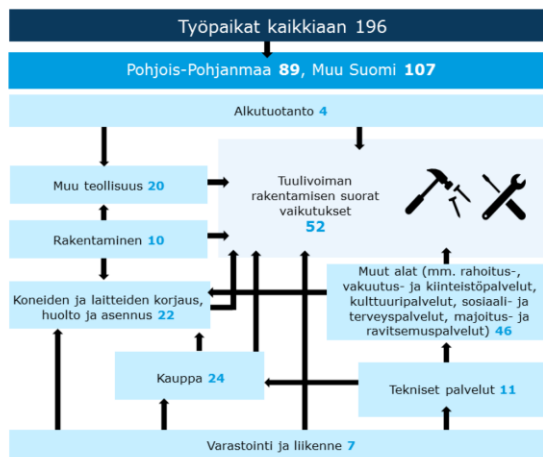 Työpaikat kaikkiaan 196
Pohjois-Pohjanmaa 89, Muu Suomi 107
Alkutuotanto 4
Muu teollisuus 20
Tuulivoiman
rakentamisen suorat
vaikutukset
52
Rakentaminen 10
Koneiden ja laitteiden korjaus,
huolto ja asennus 22
Muut alat (mm. rahoitus-,
vakuutus- ja kiinteistöpalvelut,
kulttuuripalvelut, sosiaali- ja
terveyspalvelut, majoitus- ja
ravitsemuspalvelut) 46
Kauppa 24
Tekniset palvelut 11
Varastointi ja liikenne 7